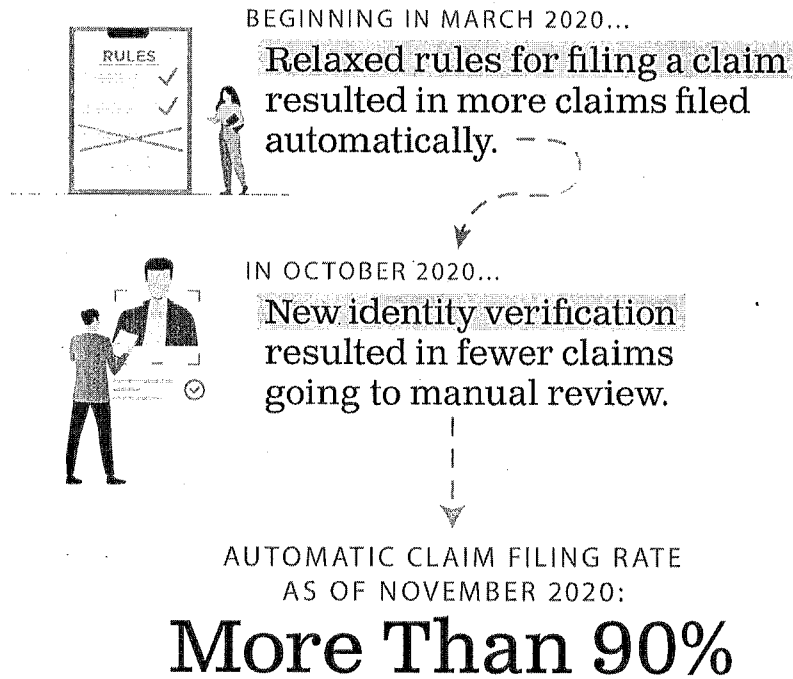 BEGINNING IN MARCH 2020...
RULES
Relaxed rules for filing a claim
resulted in more claims filed
automatically.
IN OCTOBER 2020...
New identity verification
resulted in fewer claims
going to manual review.
AUTOMATIC CLAIM FILING RATE
AS OF NOVEMBER 2020:
More Than 90%